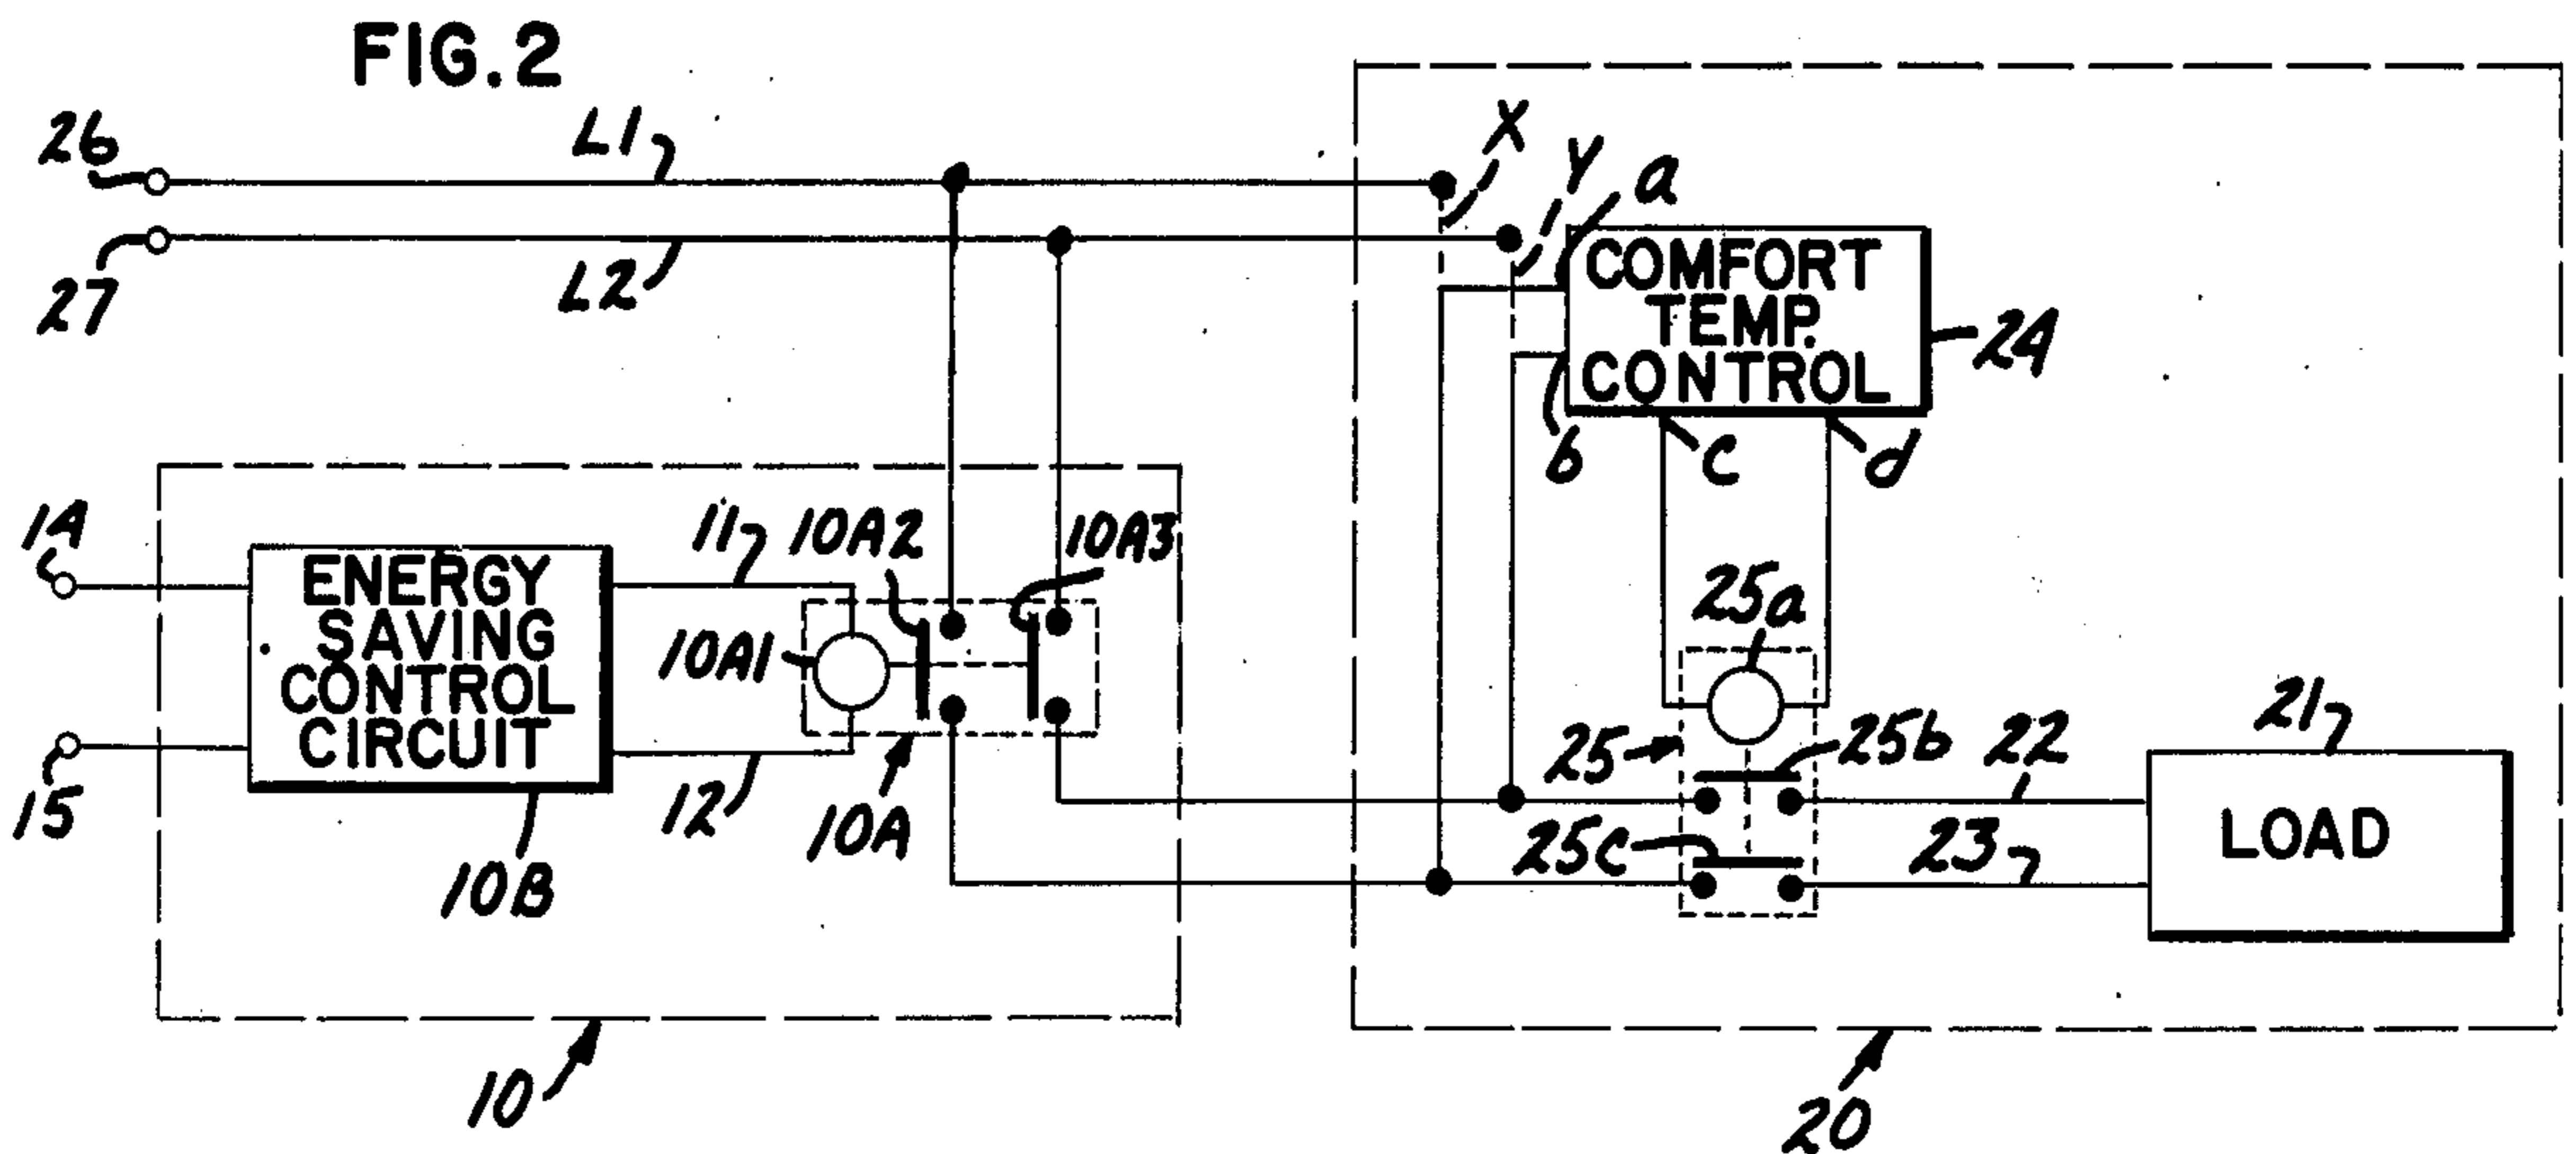 FIG.2
26
L1
X
Y
a
27
L2
COMFORT
TEMP.
CONTROL
24
b
c
d
14
11
10A2
10A3
ENERGY
SAVING
CONTROL
CIRCUIT
10A1
25a
15
12
10A
10B
25
25b
22
21
25c
23
LOAD
10
20